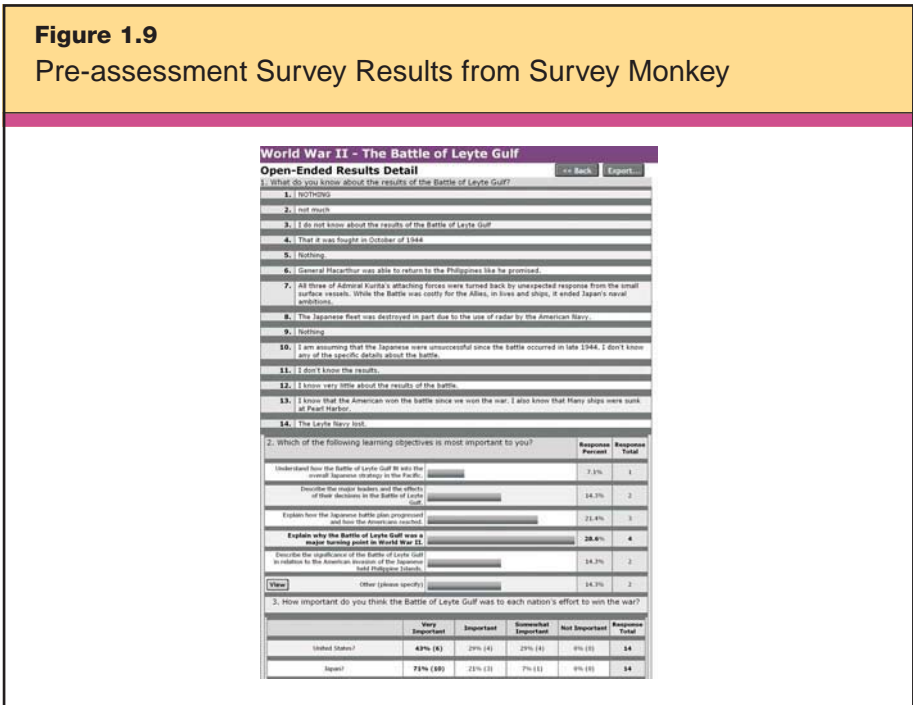 Figure 1.9
Pre-assessment Survey Results from Survey Monkey
World War II - The Battle of Leyte Gulf
Open-Ended Results Detail
<< Back
Export...
1. What do you know about the results of the Battle of Leyte Gulf?
1. NOTHING
2. not much
3. I do not know about the results of the Battle of Leyte Gulf
4. That it was fought in October of 1944
5. Nothing.
6. General Macarthur was able to return to the Philippines like he promised.
7. All three of Admiral Kurita's attaching forces were turned back by unexpected response from the small
surface vessels. While the Battle was costly for the Allies, in lives and ships, it ended Japan's naval
ambitions.
8. The Japanese fleet was destroyed in part due to the use of radar by the American Navy.
9. Nothing
10. I am assuming that the Japanese were unsuccessful since the battle occurred in late 1944. I don't know
any of the specific details about the battle.
11. I don't know the results.
12. I know very little about the results of the battle.
13. I know that the American won the battle since we won the war. I also know that Many ships were sunk
at Pearl Harbor.
14. The Leyte Navy lost.
2. Which of the following learning objectives is most important to you?
Response Response
Percent Total
Understand how the Battle of Leyte Gulf fit into the
overall Japanese strategy in the Pacific.
7.1% 1
Describe the major leaders and the effects
of their decisions in the Battle of Leyte
Gulf.
14.3% 2
Explain how the Japanese battle plan progressed
and how the Americans reacted.
21.4% 3
Explain why the Battle of Leyte Gulf was a
major turning point in World War II.
28.6% 4
Describe the significance of the Battle of Leyte Gulf
in relation to the American invasion of the Japanese
held Philippine Islands.
14.3% 2
View
Other (please specify)
14.3% 2
3. How important do you think the Battle of Leyte Gulf was to each nation's effort to win the war?
Very
Important
Important
Somewhat
Important
Not Important
Response
Total
United States? 43% (6) 29% (4) 29% (4) 0% (0) 14
Japan? 71% (10) 21% (3) 7% (1) 0% (0) 14